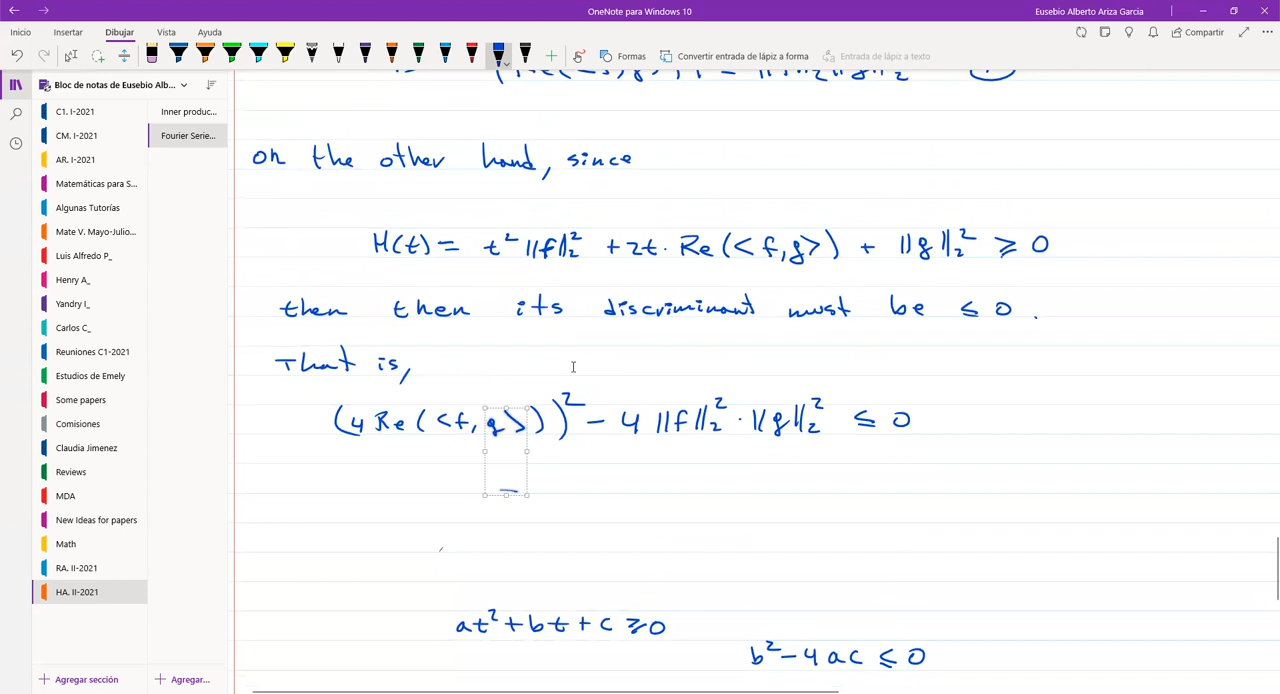 OneNote para Windows 10
Eusebio Alberto Ariza Garcia
Inicio Insertar Dibujar Vista Ayuda
Compartir
Formas Convertir entrada de lápiz a forma Entrada de lápiz a texto
Bloc de notas de Eusebio Alb...
C1. I-2021
CM. I-2021
AR. I-2021
Matemáticas para S...
Algunas Tutorías
Mate V. Mayo-Julio...
Luis Alfredo P_
Henry A_
Yandry I_
Carlos C_
Reuniones C1-2021
Estudios de Emely
Some papers
Comisiones
Claudia Jimenez
Reviews
MDA
New Ideas for papers
Math
RA. II-2021
HA. II-2021
Agregar sección
Inner produc...
Fourier Serie...
Agregar...
on the other hand, since
H(t) = t² ||f||₂² + 2t · Re(<f,g>) + ||g||₂² ≥ 0
then then its discriminant must be ≤ 0.
That is,
(4 Re(<f,g>))² - 4 ||f||₂² · ||g||₂² ≤ 0
at² + bt + c ≥ 0
b² - 4ac ≤ 0